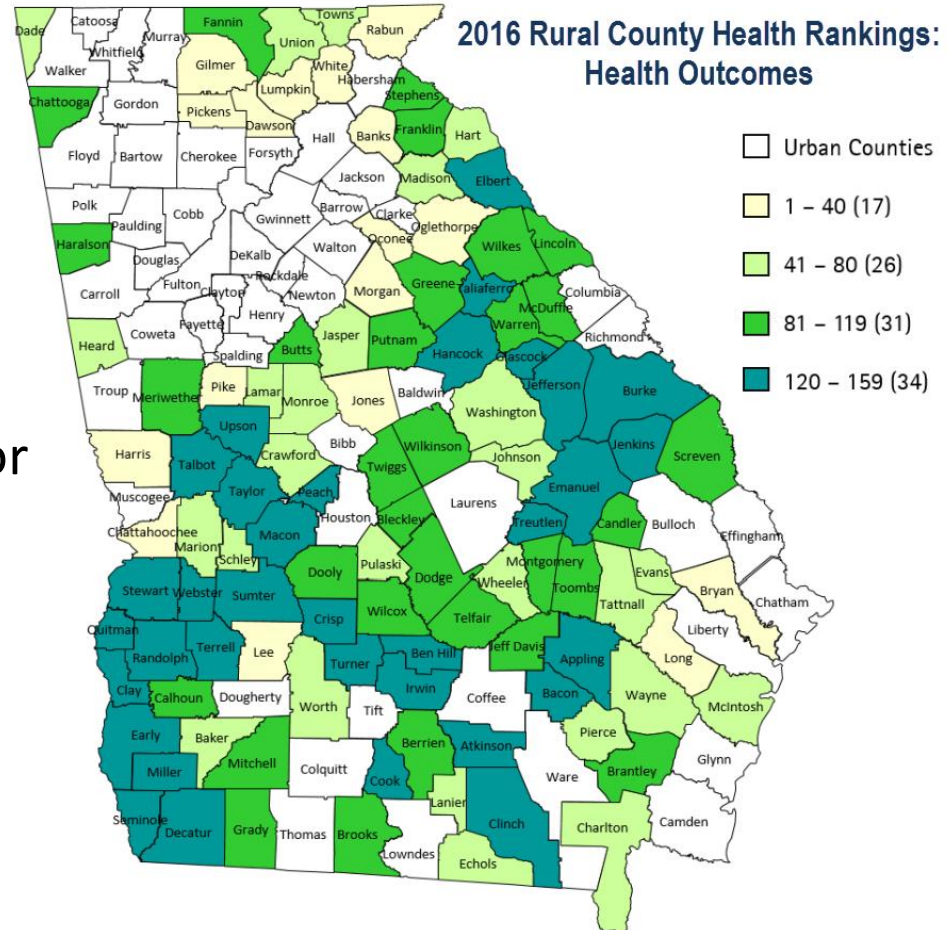 2016 Rural County Health Rankings:
Health Outcomes
Urban Counties
1 – 40 (17)
41 – 80 (26)
81 – 119 (31)
120 – 159 (34)
or
Dade
Catoosa
Whitfield
Murray
Fannin
Towns
Union
Rabun
Walker
Gilmer
White
Habersham
Lumpkin
Stephens
Chattooga
Gordon
Pickens
Dawson
Hall
Banks
Franklin
Hart
Floyd
Bartow
Cherokee
Forsyth
Jackson
Madison
Elbert
Polk
Paulding
Cobb
Gwinnett
Barrow
Clarke
Oconee
Oglethorpe
Haralson
Douglas
DeKalb
Walton
Wilkes
Lincoln
Carroll
Fulton
Clayton
Rockdale
Newton
Morgan
Greene
aliaferro
McDuffie
Columbia
Heard
Coweta
Fayette
Henry
Spalding
Butts
Jasper
Putnam
Hancock
Warren
Glascock
Richmond
Troup
Meriwether
Pike
Lamar
Monroe
Jones
Baldwin
Washington
Jefferson
Burke
Upson
Harris
Talbot
Crawford
Bibb
Twiggs
Wilkinson
Johnson
Jenkins
Screven
Muscogee
Taylor
Peach
Houston
Bleckley
Laurens
Emanuel
Treutlen
Candler
Bulloch
Effingham
Chattahoochee
Marion
Schley
Macon
Dooly
Pulaski
Dodge
Wheeler
Montgomery
Toombs
Evans
Tattnall
Bryan
Chatham
Stewart
Webster
Sumter
Crisp
Wilcox
Telfair
Liberty
Quitman
Randolph
Terrell
Lee
Turner
Ben Hill
Jeff Davis
Appling
Long
Clay
Calhoun
Dougherty
Worth
Tift
Irwin
Coffee
Bacon
Wayne
McIntosh
Early
Baker
Mitchell
Miller
Colquitt
Berrien
Cook
Atkinson
Pierce
Ware
Brantley
Glynn
Seminole
Decatur
Grady
Thomas
Brooks
Lanier
Lowndes
Echols
Clinch
Charlton
Camden